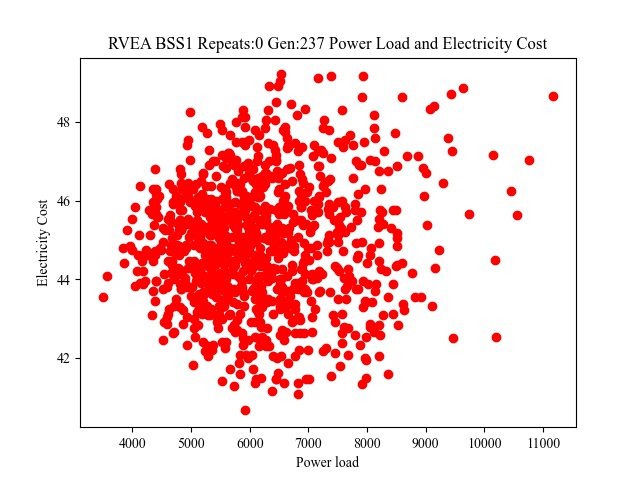 RVEA BSS1 Repeats:0 Gen:237 Power Load and Electricity Cost
Electricity Cost
48
46
44
42
4000 5000 6000 7000 8000 9000 10000 11000
Power load